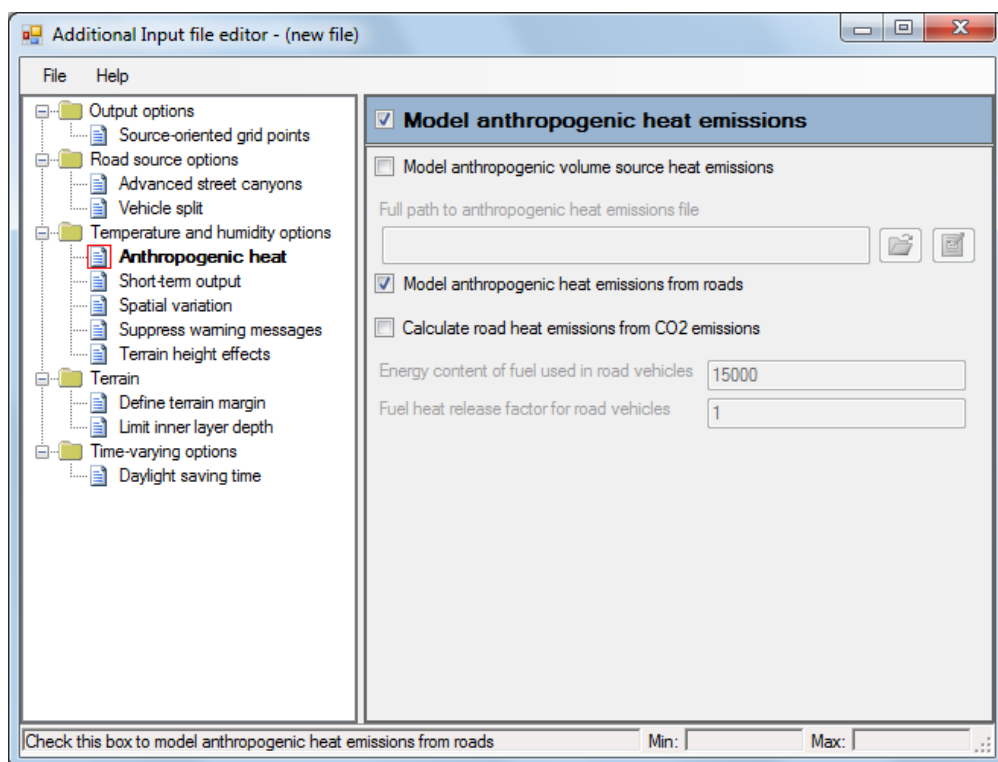 Additional Input file editor - (new file)
File Help
Output options
Source-oriented grid points
Road source options
Advanced street canyons
Vehicle split
Temperature and humidity options
Anthropogenic heat
Short-term output
Spatial variation
Suppress warning messages
Terrain height effects
Terrain
Define terrain margin
Limit inner layer depth
Time-varying options
Daylight saving time
Model anthropogenic heat emissions
Model anthropogenic volume source heat emissions
Full path to anthropogenic heat emissions file
Model anthropogenic heat emissions from roads
Calculate road heat emissions from CO2 emissions
Energy content of fuel used in road vehicles 15000
Fuel heat release factor for road vehicles 1
Check this box to model anthropogenic heat emissions from roads Min: Max: